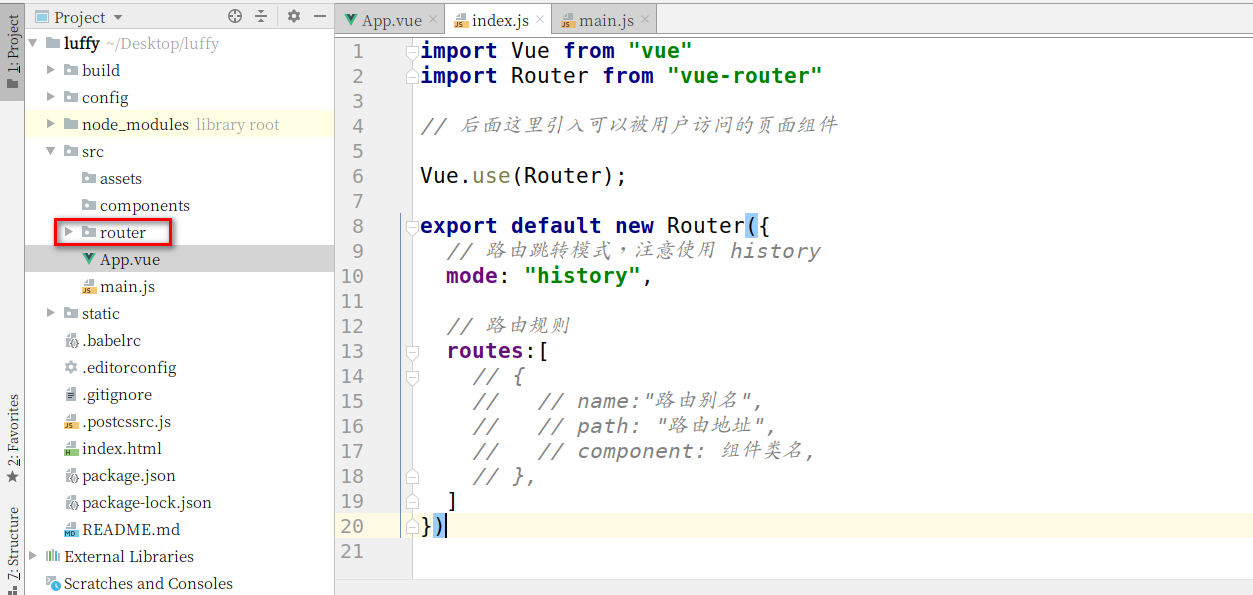 1: Project
2: Favorites
7: Structure
Project
luffy ~/Desktop/luffy
build
config
node_modules library root
src
assets
components
router
App.vue
main.js
static
.babelrc
.editorconfig
.gitignore
.postcssrc.js
index.html
package.json
package-lock.json
README.md
External Libraries
Scratches and Consoles
App.vue index.js main.js
1 import Vue from "vue"
2 import Router from "vue-router"
3
4 // 后面这里引入可以被用户访问的页面组件
5
6 Vue.use(Router);
7
8 export default new Router({
9 // 路由跳转模式，注意使用 history
10 mode: "history",
11
12 // 路由规则
13 routes:[
14 // {
15 // // name:"路由别名",
16 // // path: "路由地址",
17 // // component: 组件类名,
18 // },
19 ]
20 })
21